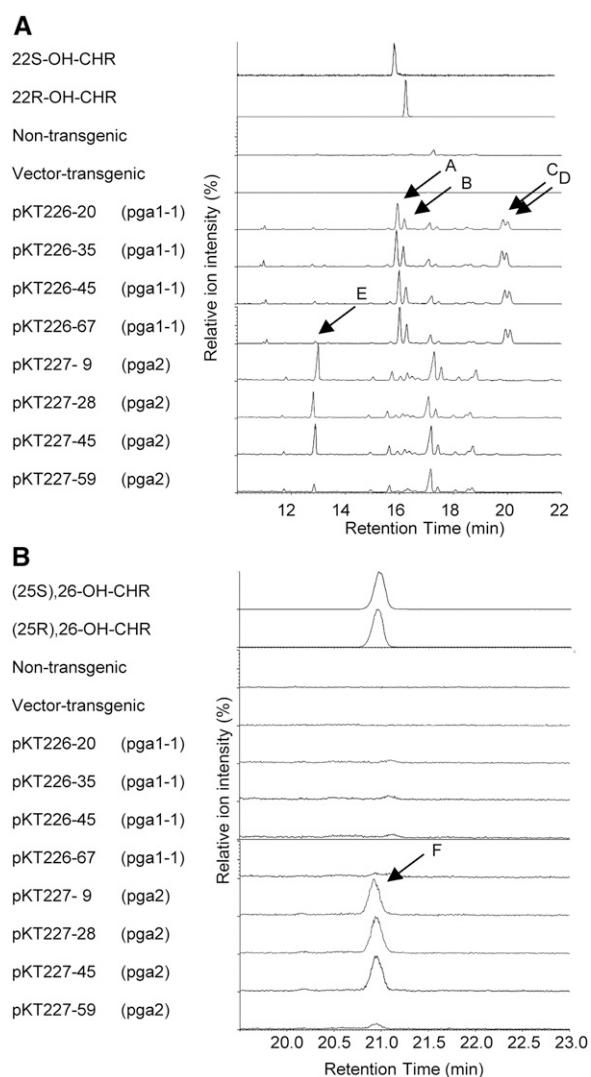 A
22S-OH-CHR
22R-OH-CHR
Non-transgenic
Vector-transgenic
pKT226-20 (pga1-1)
pKT226-35 (pga1-1)
pKT226-45 (pga1-1)
pKT226-67 (pga1-1)
pKT227- 9 (pga2)
pKT227-28 (pga2)
pKT227-45 (pga2)
pKT227-59 (pga2)
Relative ion intensity (%)
A
B
C
D
E
12 14 16 18 20 22
Retention Time (min)
B
(25S),26-OH-CHR
(25R),26-OH-CHR
Non-transgenic
Vector-transgenic
pKT226-20 (pga1-1)
pKT226-35 (pga1-1)
pKT226-45 (pga1-1)
pKT226-67 (pga1-1)
pKT227- 9 (pga2)
pKT227-28 (pga2)
pKT227-45 (pga2)
pKT227-59 (pga2)
Relative ion intensity (%)
F
20.0 20.5 21.0 21.5 22.0 22.5 23.0
Retention Time (min)